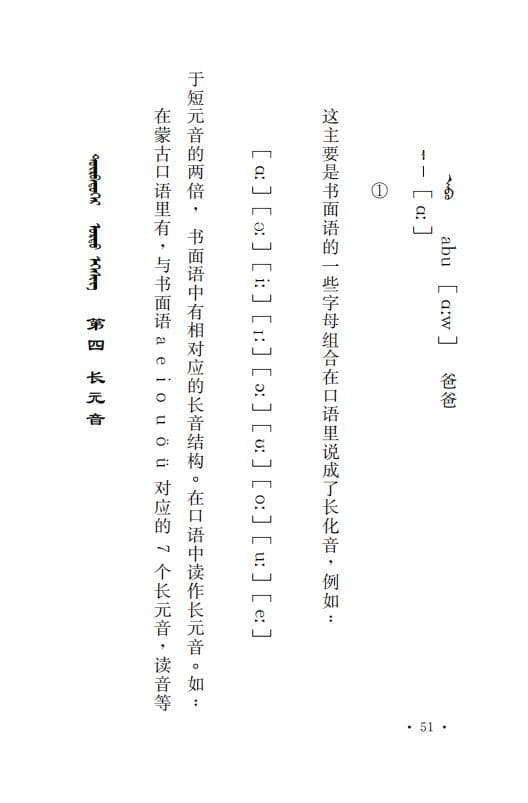 第四 长元音
在蒙古口语里有，与书面语 a e i o u ö ü 对应的 7 个长元音，读音等
于短元音的两倍，书面语中有相对应的长音结构。在口语中读作长元音。如：
[ɑː] [əː] [iː] [ɪː] [ɔː] [ʊː] [oː] [uː] [eː]
这主要是书面语的一些字母组合在口语里说成了长化音，例如：
①
[ɑː]
ᠠᠪᠤ abu [ɑːw] 爸爸
· 51 ·